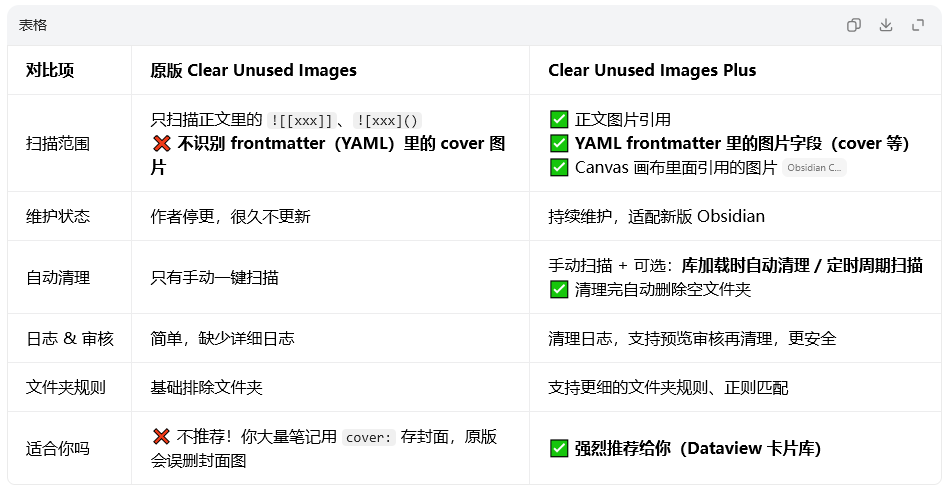 表格
对比项
原版 Clear Unused Images
Clear Unused Images Plus
扫描范围
只扫描正文里的 ![[xxx]]、![xxx]()
❌ 不识别 frontmatter（YAML）里的 cover 图
片
✅ 正文图片引用
✅ YAML frontmatter 里的图片字段（cover 等）
✅ Canvas 画布里面引用的图片 Obsidian C...
维护状态
作者停更，很久不更新
持续维护，适配新版 Obsidian
自动清理
只有手动一键扫描
手动扫描 + 可选：库加载时自动清理 / 定时周期扫描
✅ 清理完自动删除空文件夹
日志 & 审核
简单，缺少详细日志
清理日志，支持预览审核再清理，更安全
文件夹规则
基础排除文件夹
支持更细的文件夹规则、正则匹配
适合你吗
❌ 不推荐！你大量笔记用 cover: 存封面，原版
会误删封面图
✅ 强烈推荐给你（Dataview 卡片库）